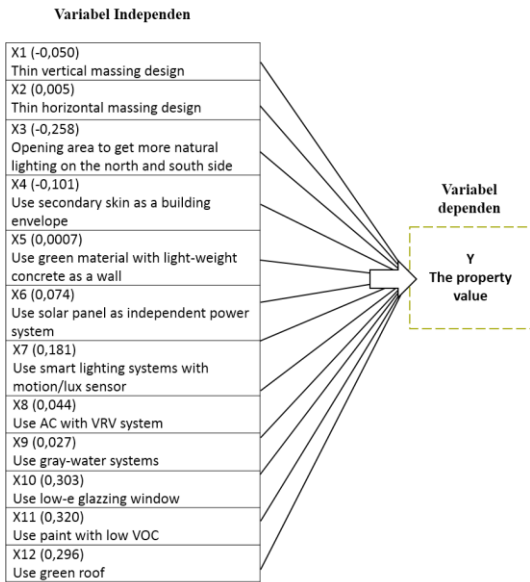 Variabel Independen
X1 (-0,050)
Thin vertical massing design
X2 (0,005)
Thin horizontal massing design
X3 (-0,258)
Opening area to get more natural
lighting on the north and south side
X4 (-0,101)
Use secondary skin as a building
envelope
X5 (0,0007)
Use green material with light-weight
concrete as a wall
X6 (0,074)
Use solar panel as independent power
system
X7 (0,181)
Use smart lighting systems with
motion/lux sensor
X8 (0,044)
Use AC with VRV system
X9 (0,027)
Use gray-water systems
X10 (0,303)
Use low-e glazzing window
X11 (0,320)
Use paint with low VOC
X12 (0,296)
Use green roof
Variabel
dependen
Y
The property
value